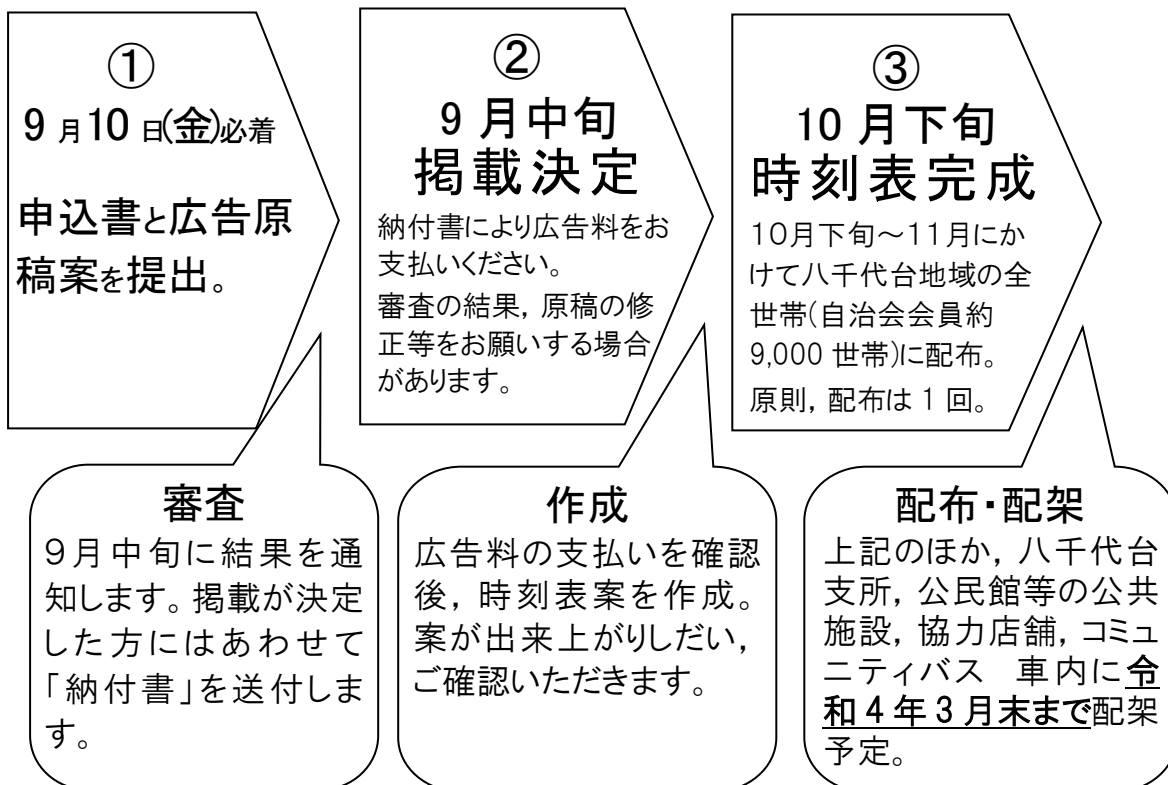 ①
9 月10 日(金)必着
申込書と広告原
稿案を提出。
②
9 月中旬
掲載決定
納付書により広告料をお
支払いください。
審査の結果，原稿の修
正等をお願いする場合
があります。
③
10 月下旬
時刻表完成
10月下旬～11月にか
けて八千代台地域の全
世帯(自治会会員約
9,000 世帯)に配布。
原則，配布は 1 回。
審査
9月中旬に結果を通
知します。掲載が決定
した方にはあわせて
「納付書」を送付しま
す。
作成
広告料の支払いを確認
後，時刻表案を作成。
案が出来上がりしだい，
ご確認いただきます。
配布・配架
上記のほか，八千代台
支所，公民館等の公共
施設，協力店舗，コミュ
ニティバス　車内に令
和 4 年 3 月末まで配架
予定。